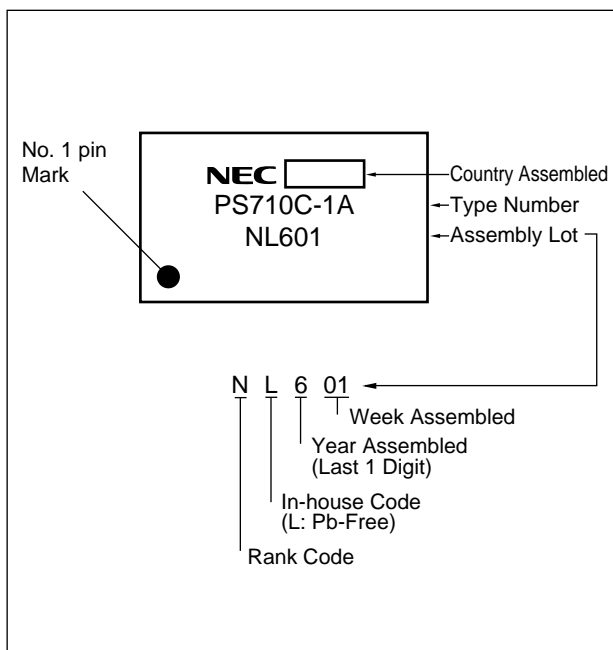 No. 1 pin
Mark
NEC
Country Assembled
PS710C-1A
Type Number
NL601
Assembly Lot
N L 6 01
Week Assembled
Year Assembled
(Last 1 Digit)
In-house Code
(L: Pb-Free)
Rank Code